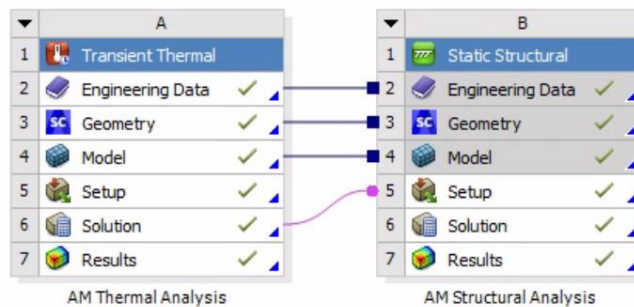 A
1 Transient Thermal
2 Engineering Data
3 SC Geometry
4 Model
5 Setup
6 Solution
7 Results
AM Thermal Analysis
B
1 Static Structural
2 Engineering Data
3 SC Geometry
4 Model
5 Setup
6 Solution
7 Results
AM Structural Analysis